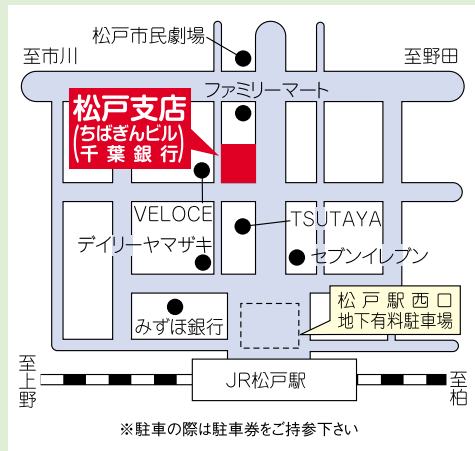 松戸市民劇場
至市川
至野田
ファミリーマート
松戸支店
(ちばぎんビル)
(千葉銀行)
VELOCE
TSUTAYA
デイリーヤマザキ
セブンイレブン
みずほ銀行
松戸駅西口
地下有料駐車場
至上野
JR松戸駅
至柏
※駐車の際は駐車券をご持参下さい